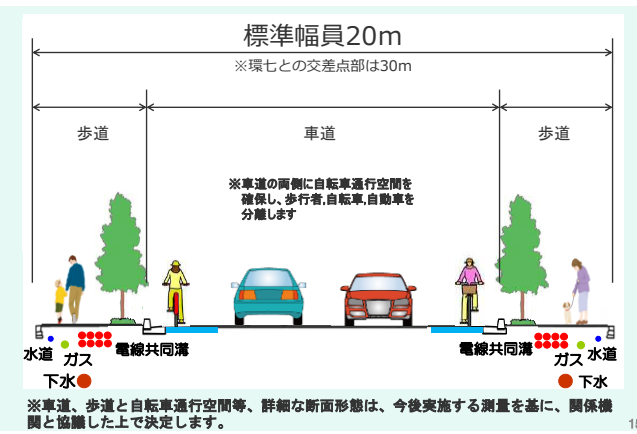 標準幅員20m
※環七との交差点部は30m
歩道
車道
歩道
※車道の両側に自転車通行空間を
確保し、歩行者,自転車,自動車を
分離します
水道
ガス
電線共同溝
下水
電線共同溝
ガス
水道
下水
※車道、歩道と自転車通行空間等、詳細な断面形態は、今後実施する測量を基に、関係機
関と協議した上で決定します。